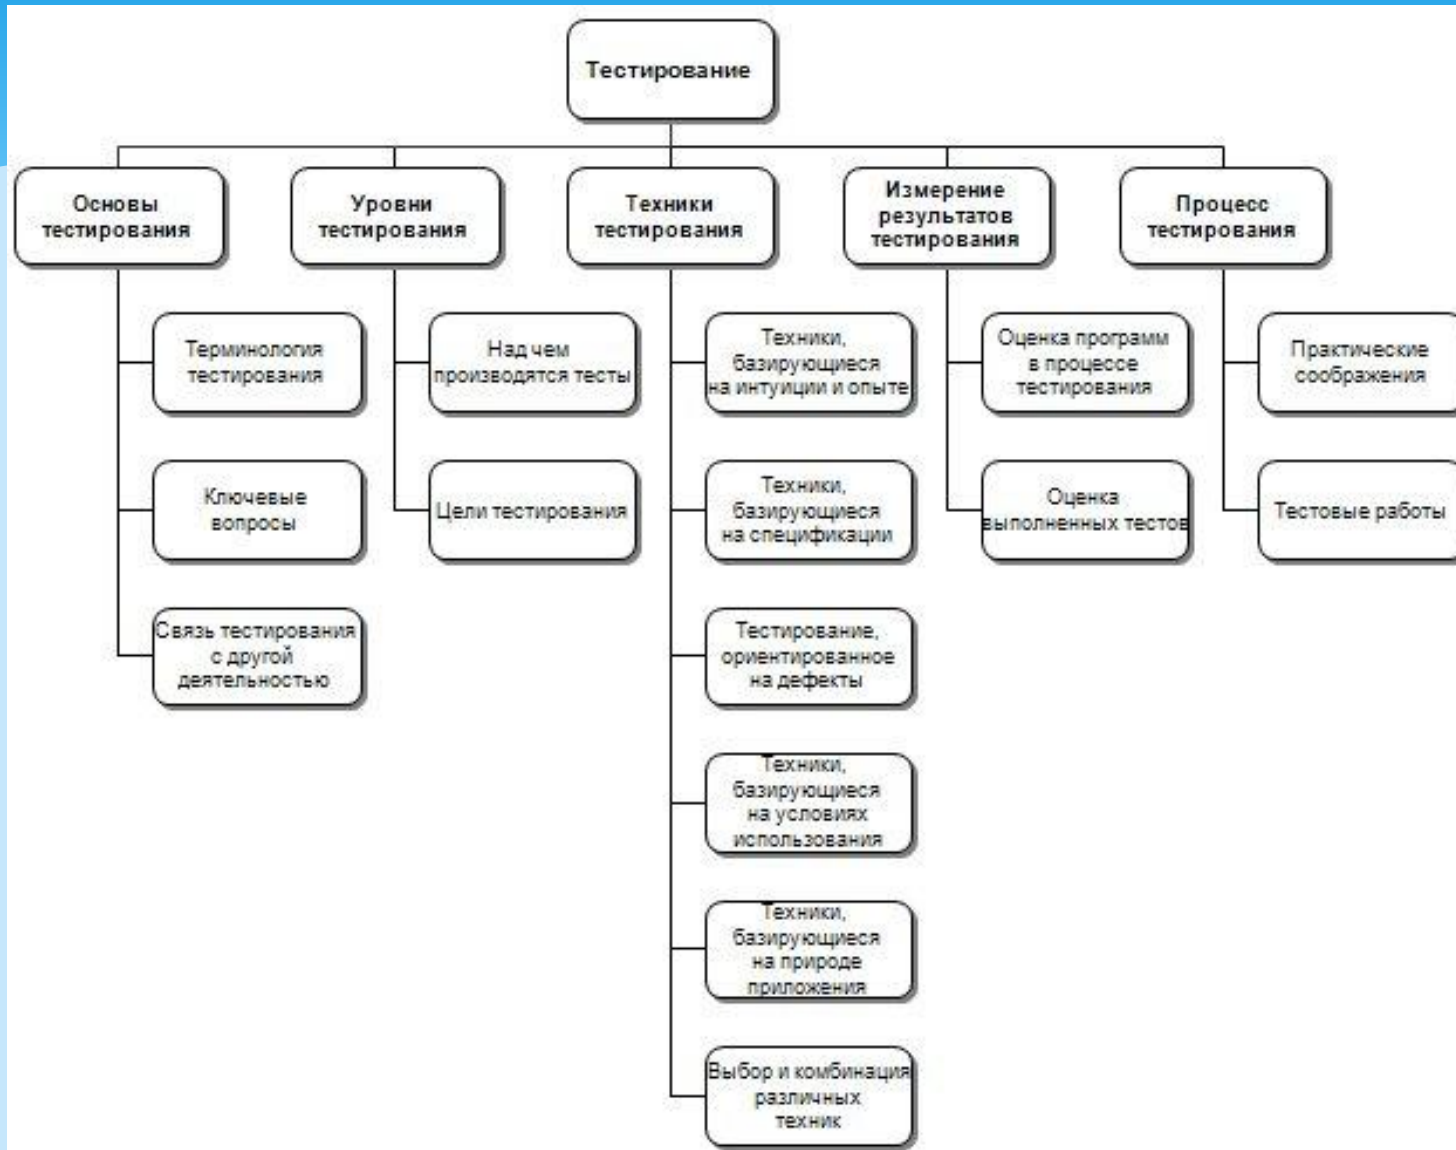 Тестирование
Основы
тестирования
Терминология
тестирования
Ключевые
вопросы
Связь тестирования
с другой
деятельностью
Уровни
тестирования
Над чем
производятся тесты
Цели тестирования
Техники
тестирования
Техники,
базирующиеся
на интуиции и опыте
Техники,
базирующиеся
на спецификации
Тестирование,
ориентированное
на дефекты
Техники,
базирующиеся
на условиях
использования
Техники,
базирующиеся
на природе
приложения
Выбор и комбинация
различных
техник
Измерение
результатов
тестирования
Оценка программ
в процессе
тестирования
Оценка
выполненных тестов
Процесс
тестирования
Практические
соображения
Тестовые работы